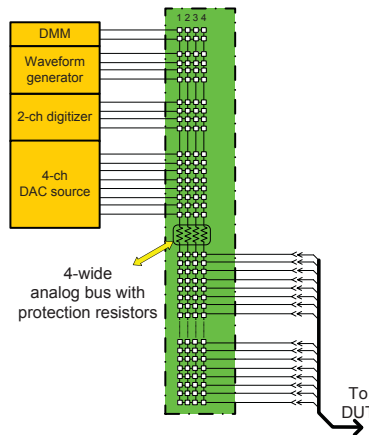 1 2 3 4
DMM
Waveform
generator
2-ch digitizer
4-ch
DAC source
4-wide
analog bus with
protection resistors
To
DUT